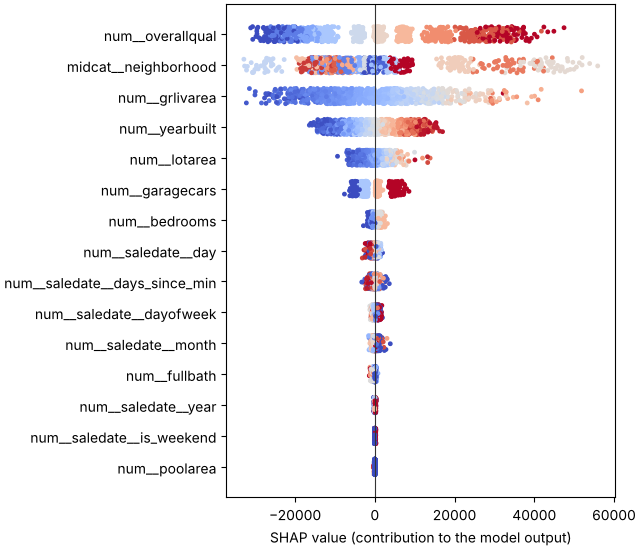 num__overallqual
midcat__neighborhood
num__grlivarea
num__yearbuilt
num__lotarea
num__garagecars
num__bedrooms
num__saledate__day
num__saledate__days_since_min
num__saledate__dayofweek
num__saledate__month
num__fullbath
num__saledate__year
num__saledate__is_weekend
num__poolarea
−20000 0 20000 40000 60000
SHAP value (contribution to the model output)